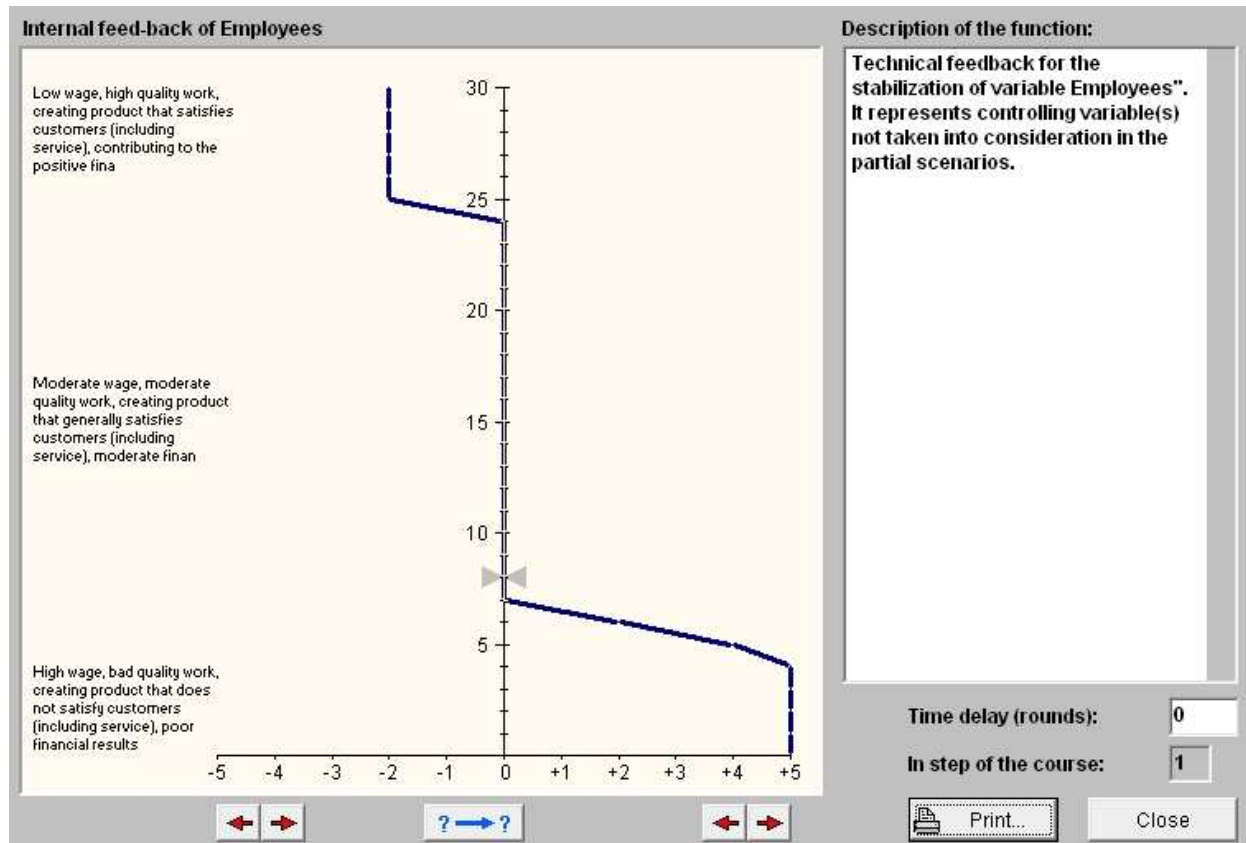 Internal feed-back of Employees
Low wage, high quality work,
creating product that satisfies
customers (including
service), contributing to the
positive fina
Moderate wage, moderate
quality work, creating product
that generally satisfies
customers (including
service), moderate finan
High wage, bad quality work,
creating product that does
not satisfy customers
(including service), poor
financial results
30
25
20
15
10
5
-5 -4 -3 -2 -1 0 +1 +2 +3 +4 +5
? ?
Description of the function:
Technical feedback for the
stabilization of variable Employees".
It represents controlling variable(s)
not taken into consideration in the
partial scenarios.
Time delay (rounds): 0
In step of the course: 1
Print... Close